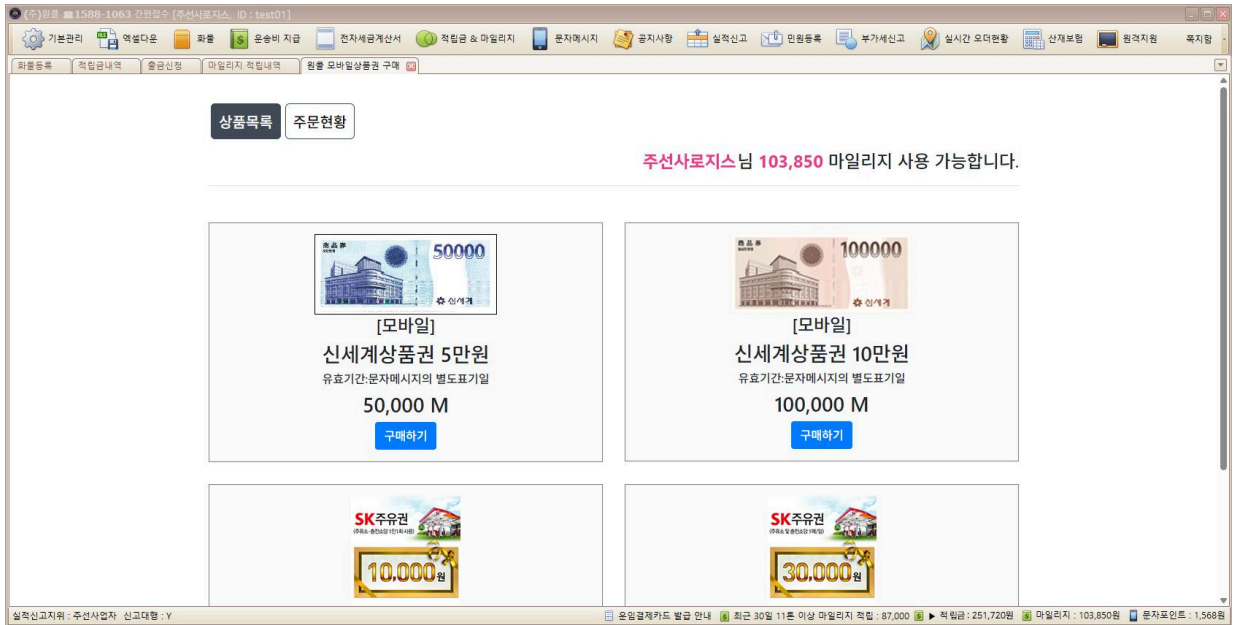 (주)원콜 ☎1588-1063 간편접수 [주선사로지스, ID : test01]
기본관리 엑셀다운 화물 운송비 지급 전자세금계산서 적립금 & 마일리지 문자메시지 공지사항 실적신고 민원등록 부가세신고 실시간 오더현황 산재보험 원격지원 쪽지함
화물등록 적립금내역 출금신청 마일리지 적립내역 원콜 모바일상품권 구매
상품목록 주문현황
주선사로지스님 103,850 마일리지 사용 가능합니다.
商品券
50000
신세계
[모바일]
신세계상품권 5만원
유효기간:문자메시지의 별도표기일
50,000 M
구매하기
商品券
100000
신세계
[모바일]
신세계상품권 10만원
유효기간:문자메시지의 별도표기일
100,000 M
구매하기
SK주유권
10,000원
SK주유권
30,000원
실적신고지위 : 주선사업자 신고대행 : Y
운임결제카드 발급 안내 최근 30일 11톤 이상 마일리지 적립 : 87,000 ▶ 적립금 : 251,720원 마일리지 : 103,850원 문자포인트 : 1,568원